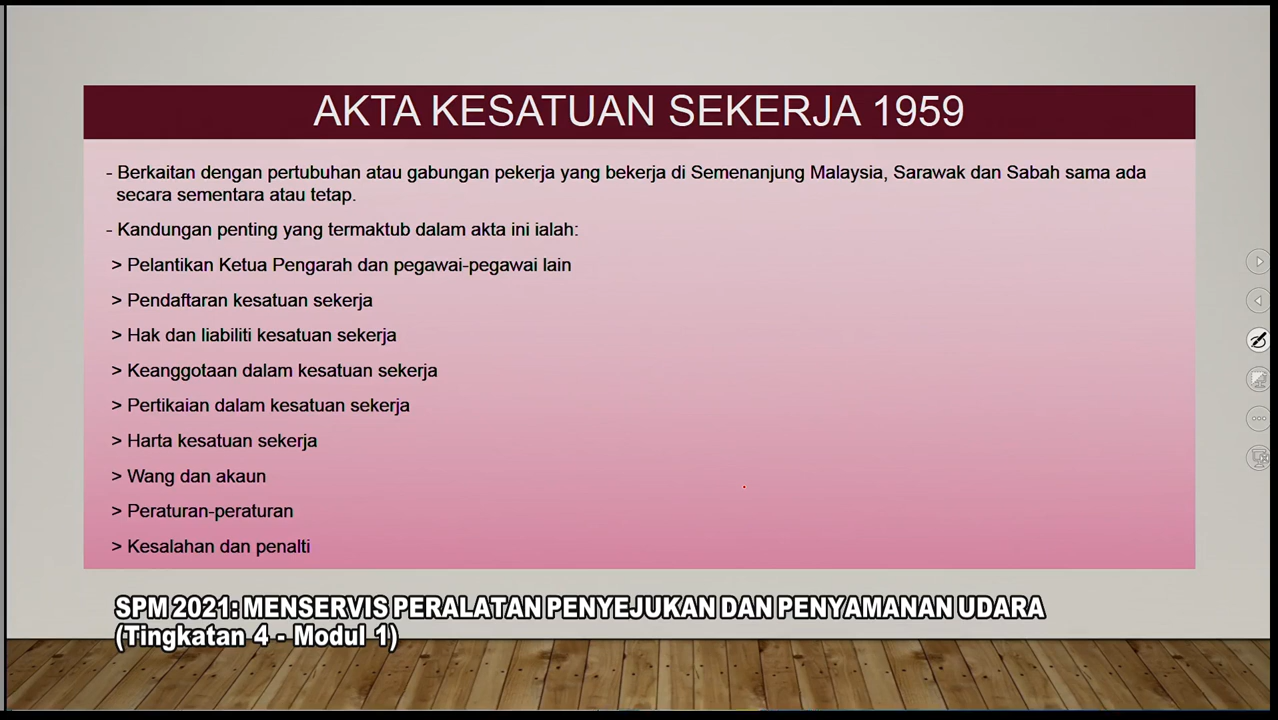 AKTA KESATUAN SEKERJA 1959
- Berkaitan dengan pertubuhan atau gabungan pekerja yang bekerja di Semenanjung Malaysia, Sarawak dan Sabah sama ada
secara sementara atau tetap.
- Kandungan penting yang termaktub dalam akta ini ialah:
> Pelantikan Ketua Pengarah dan pegawai-pegawai lain
> Pendaftaran kesatuan sekerja
> Hak dan liabiliti kesatuan sekerja
> Keanggotaan dalam kesatuan sekerja
> Pertikaian dalam kesatuan sekerja
> Harta kesatuan sekerja
> Wang dan akaun
> Peraturan-peraturan
> Kesalahan dan penalti
SPM 2021: MENSERVIS PERALATAN PENYEJUKAN DAN PENYAMANAN UDARA
(Tingkatan 4 - Modul 1)